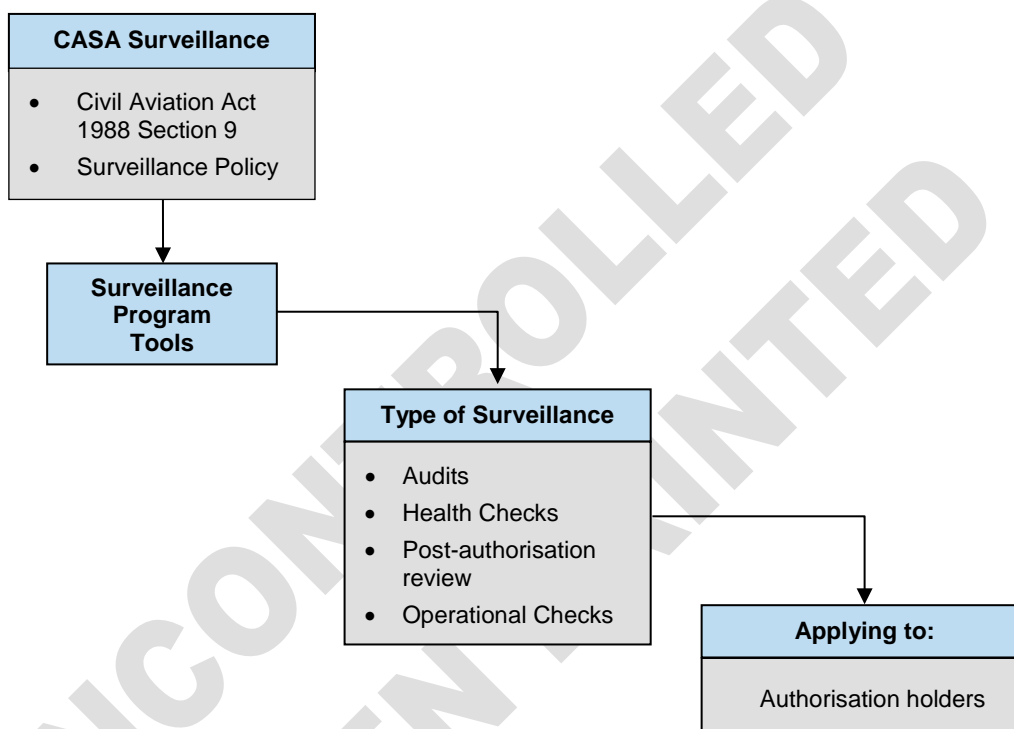 CASA Surveillance
• Civil Aviation Act
1988 Section 9
• Surveillance Policy
Surveillance
Program
Tools
Type of Surveillance
• Audits
• Health Checks
• Post-authorisation
review
• Operational Checks
Applying to:
Authorisation holders